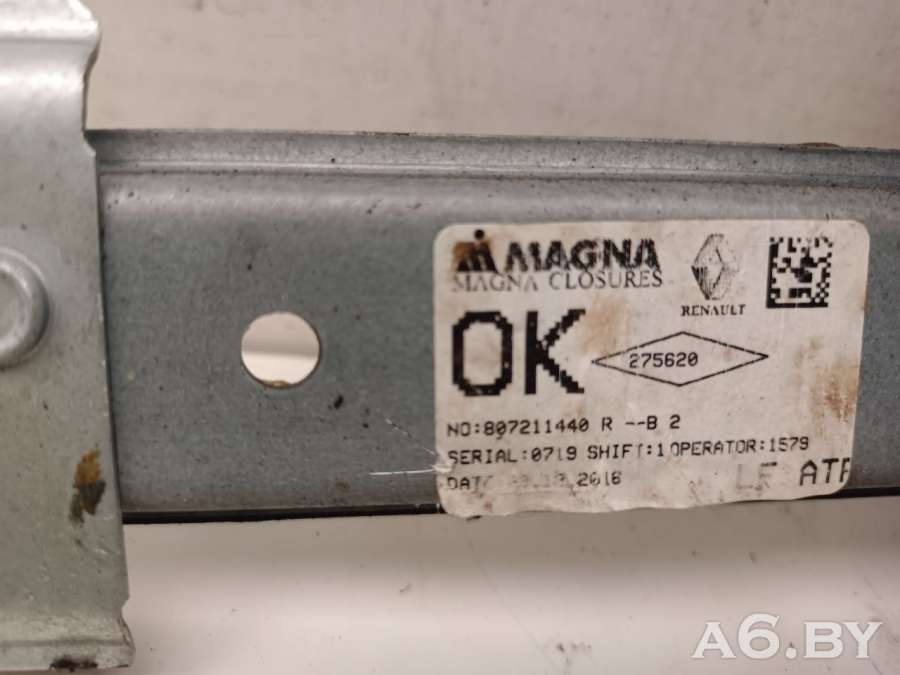 MAGNA
MAGNA CLOSURES
RENAULT
OK
275620
NO:807211440 R --B 2
SERIAL:0719 SHIFT:1 OPERATOR:1579
2016
LF ATP
A6.BY